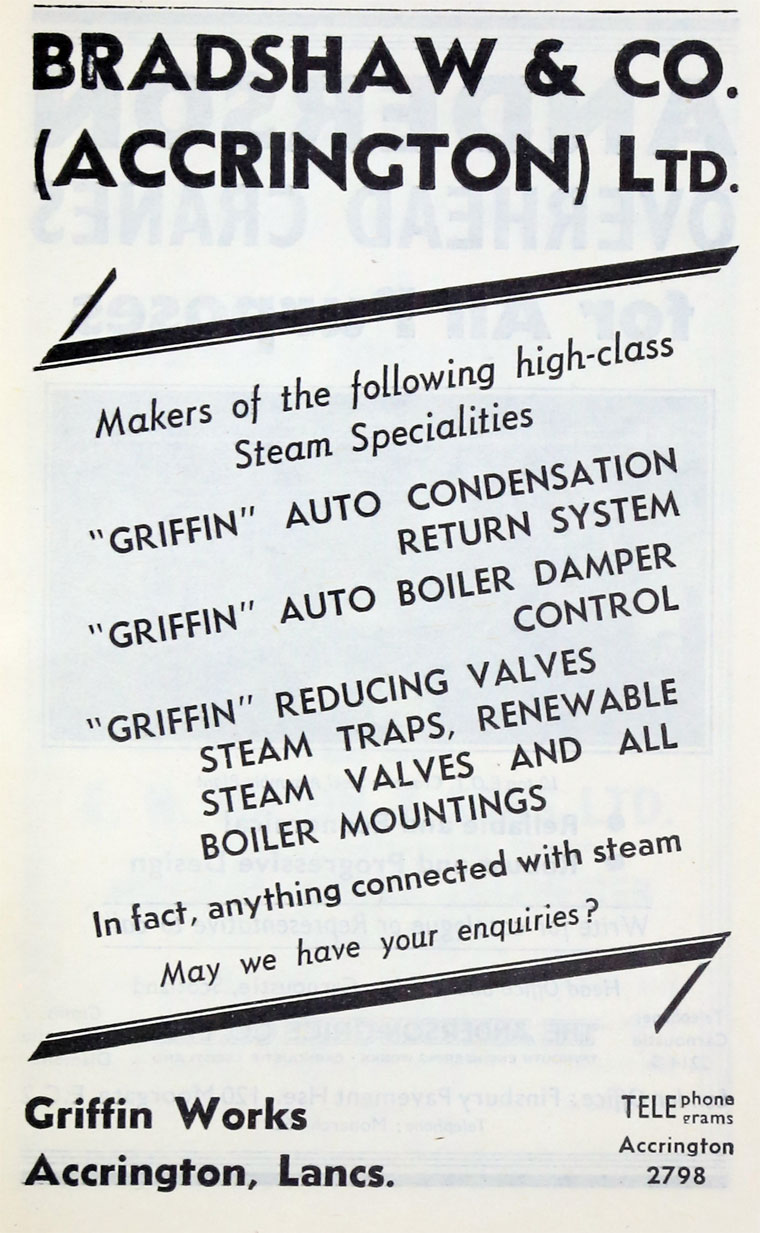 BRADSHAW & CO.
(ACCRINGTON) LTD.
Makers of the following high-class
Steam Specialities
"GRIFFIN" AUTO CONDENSATION
RETURN SYSTEM
"GRIFFIN" AUTO BOILER DAMPER
CONTROL
"GRIFFIN" REDUCING VALVES
STEAM TRAPS, RENEWABLE
STEAM VALVES AND ALL
BOILER MOUNTINGS
In fact, anything connected with steam
May we have your enquiries?
Griffin Works
Accrington, Lancs.
TELE phone
grams
Accrington
2798